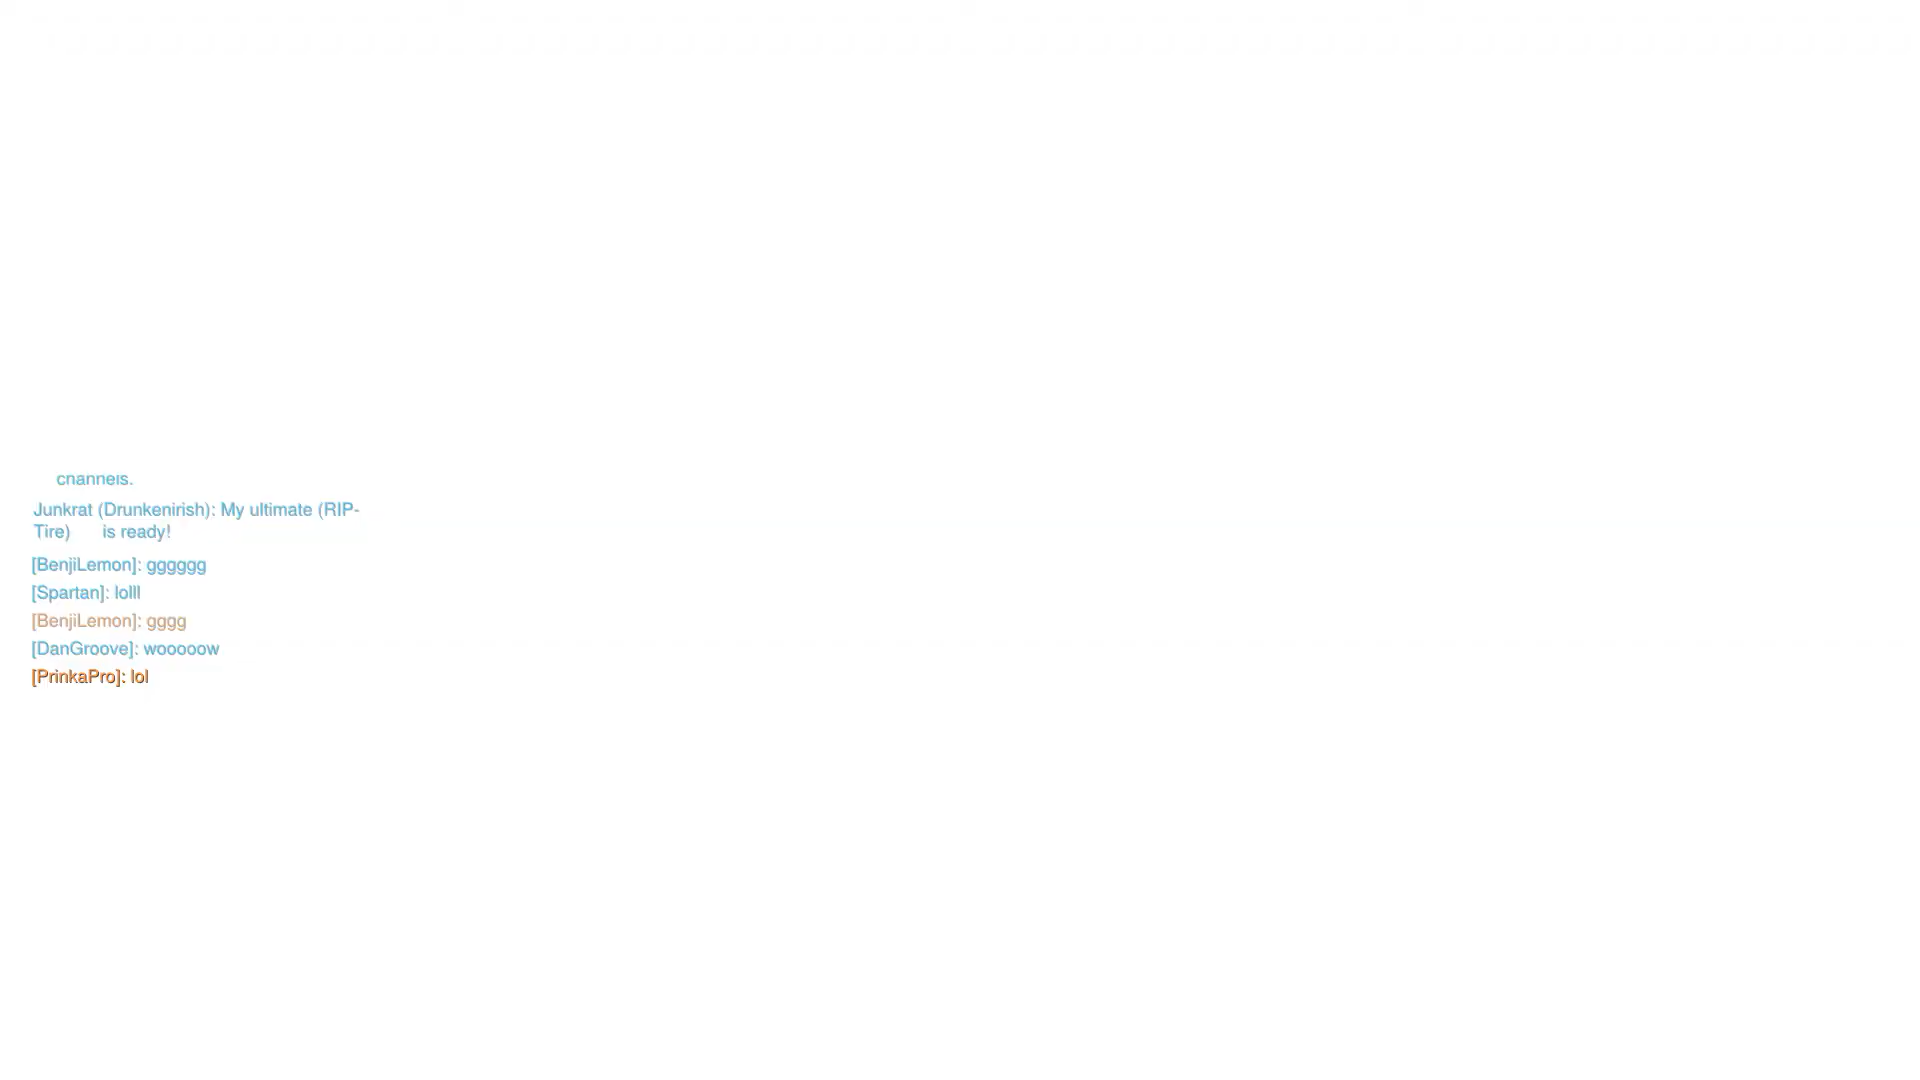 channels.
Junkrat (Drunkenirish): My ultimate (RIP-
Tire) is ready!
[BenjiLemon]: gggggg
[Spartan]: lolll
[BenjiLemon]: gggg
[DanGroove]: wooooow
[PrinkaPro]: lol